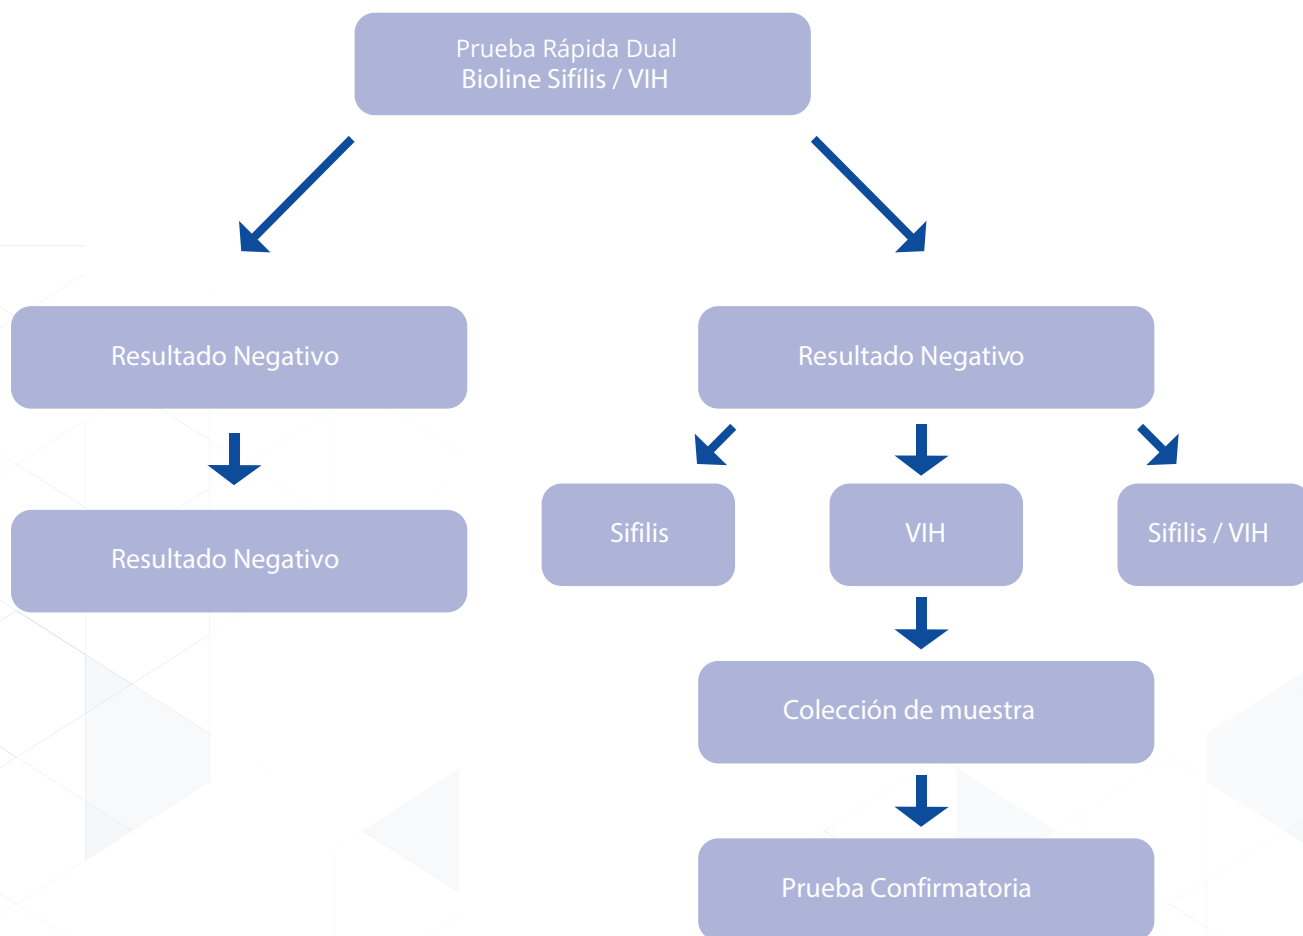 Prueba Rápida Dual
Bioline Sifílis / VIH
Resultado Negativo
Resultado Negativo
Resultado Negativo
Sifilis
VIH
Sifilis / VIH
Colección de muestra
Prueba Confirmatoria